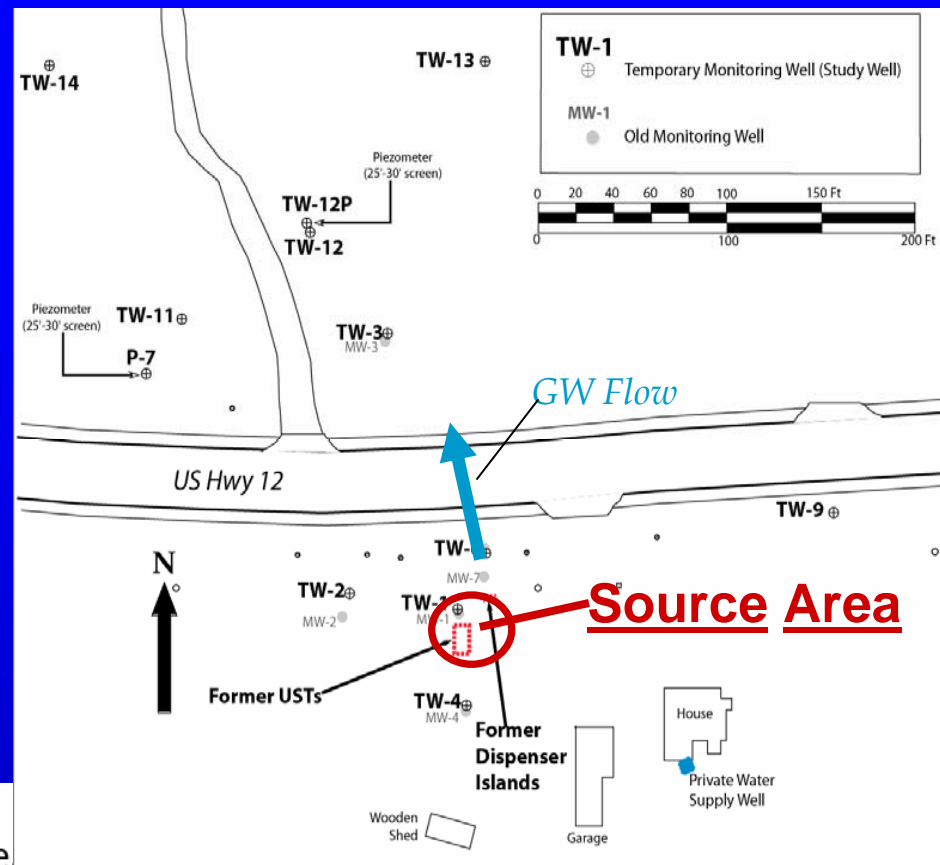 TW-14
TW-13
TW-1
Temporary Monitoring Well (Study Well)
MW-1
Old Monitoring Well
0 20 40 60 80 100 150 Ft
0 100 200 Ft
Piezometer
(25'-30' screen)
TW-12P
TW-12
Piezometer
(25'-30' screen)
TW-11
P-7
TW-3
MW-3
GW Flow
US Hwy 12
TW-9
N
TW-
MW-7
TW-2
MW-2
TW-1
MW-1
Source Area
Former USTs
TW-4
MW-4
Former
Dispenser
Islands
House
Private Water
Supply Well
Wooden
Shed
Garage
e